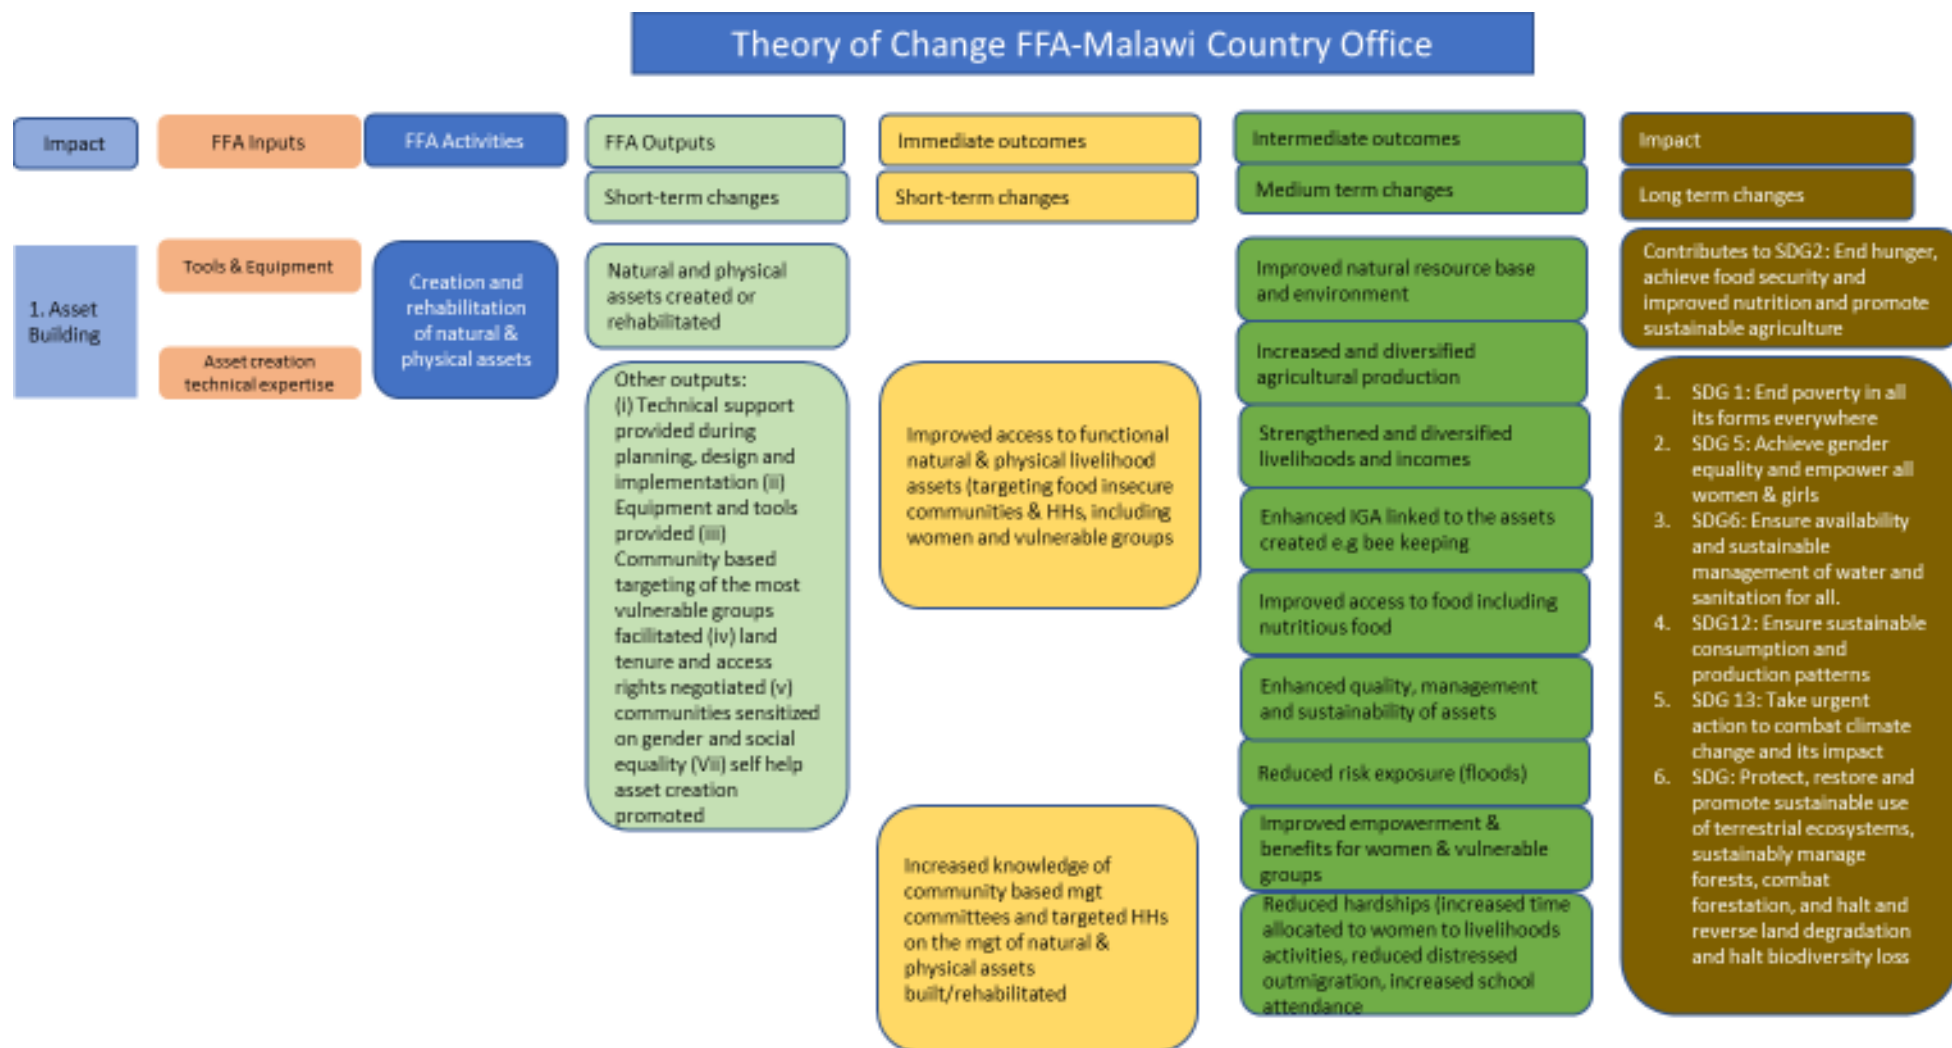 Theory of Change FFA-Malawi Country Office
Impact
FFA Inputs
FFA Activities
FFA Outputs
Immediate outcomes
Intermediate outcomes
Impact
Short-term changes
Short-term changes
Medium term changes
Long term changes
1. Asset
Building
Tools & Equipment
Asset creation
technical expertise
Creation and
rehabilitation
of natural &
physical assets
Natural and physical
assets created or
rehabilitated
Other outputs:
(i) Technical support
provided during
planning, design and
implementation (ii)
Equipment and tools
provided (iii)
Community based
targeting of the most
vulnerable groups
facilitated (iv) land
tenure and access
rights negotiated (v)
communities sensitized
on gender and social
equality (Vii) self help
asset creation
promoted
Improved access to functional
natural & physical livelihood
assets (targeting food insecure
communities & HHs, including
women and vulnerable groups
Increased knowledge of
community based mgt
committees and targeted HHs
on the mgt of natural &
physical assets
built/rehabilitated
Improved natural resource base
and environment
Increased and diversified
agricultural production
Strengthened and diversified
livelihoods and incomes
Enhanced IGA linked to the assets
created e.g bee keeping
Improved access to food including
nutritious food
Enhanced quality, management
and sustainability of assets
Reduced risk exposure (floods)
Improved empowerment &
benefits for women & vulnerable
groups
Reduced hardships (increased time
allocated to women to livelihoods
activities, reduced distressed
outmigration, increased school
attendance
Contributes to SDG2: End hunger,
achieve food security and
improved nutrition and promote
sustainable agriculture
1. SDG 1: End poverty in all
its forms everywhere
2. SDG 5: Achieve gender
equality and empower all
women & girls
3. SDG6: Ensure availability
and sustainable
management of water and
sanitation for all.
4. SDG12: Ensure sustainable
consumption and
production patterns
5. SDG 13: Take urgent
action to combat climate
change and its impact
6. SDG: Protect, restore and
promote sustainable use
of terrestrial ecosystems,
sustainably manage
forests, combat
forestation, and halt and
reverse land degradation
and halt biodiversity loss